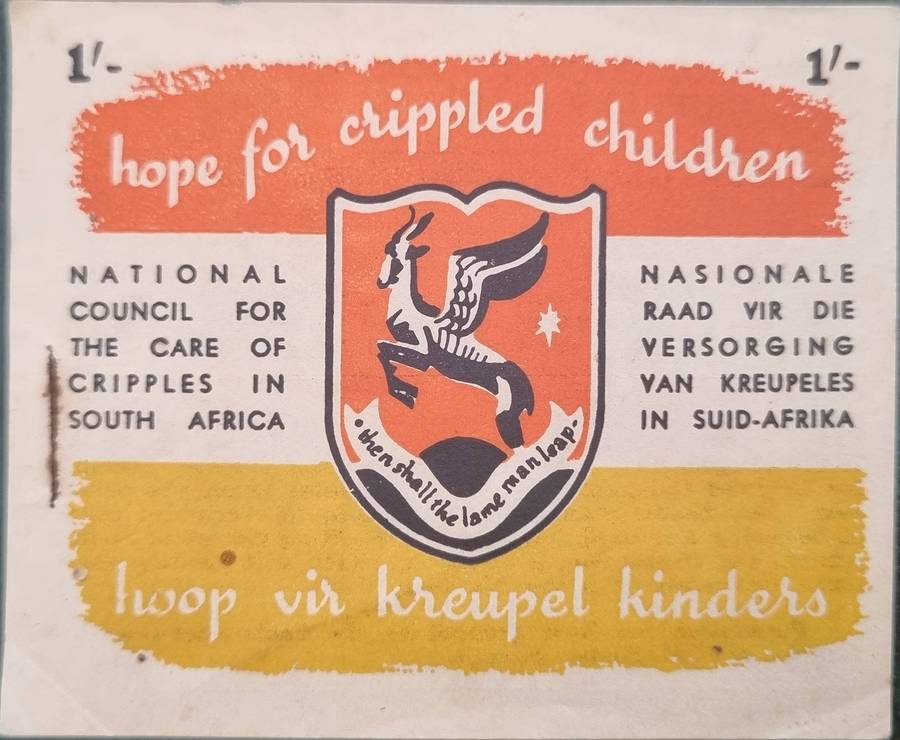 1/- 1/-
hope for crippled children
NATIONAL
COUNCIL FOR
THE CARE OF
CRIPPLES IN
SOUTH AFRICA
NASIONALE
RAAD VIR DIE
VERSORGING
VAN KREUPELES
IN SUID-AFRIKA
·then shall the lame man leap·
hoop vir kreupel kinders